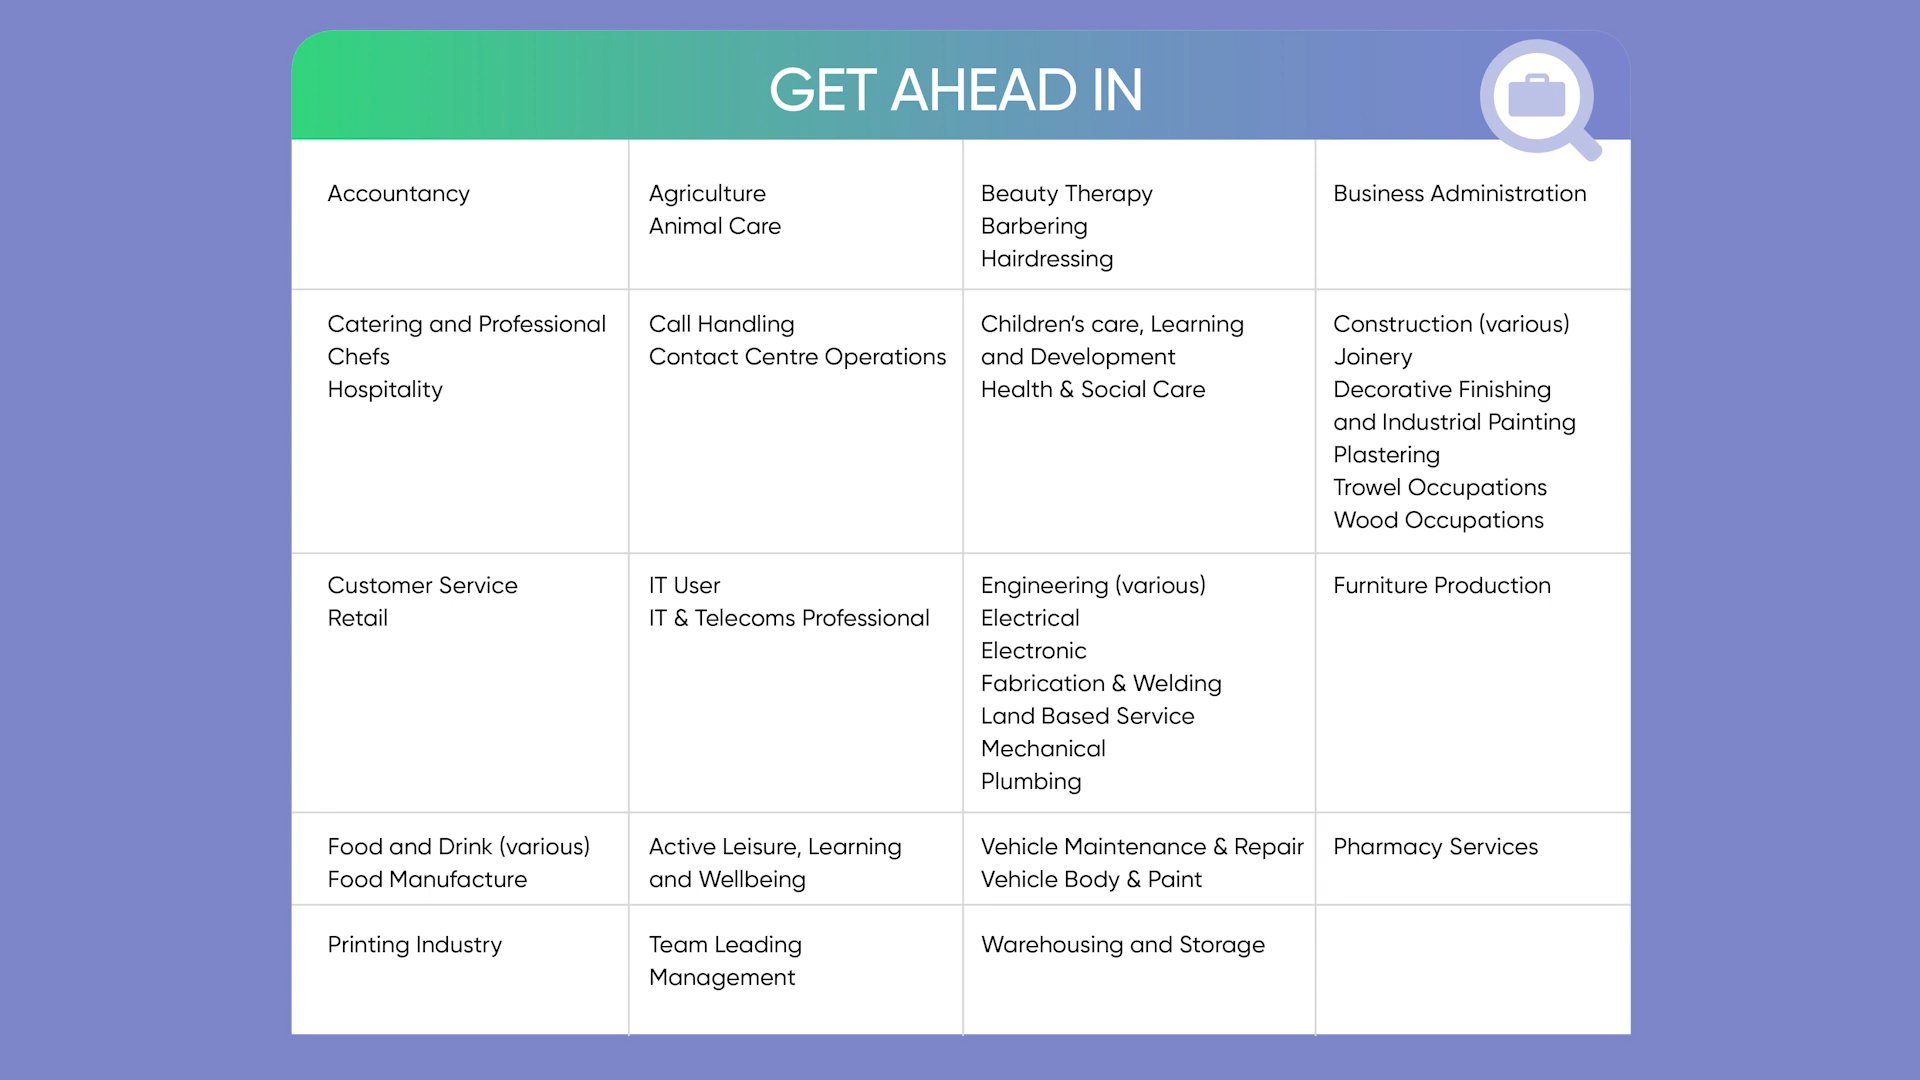 GET AHEAD IN
Accountancy
Agriculture
Animal Care
Beauty Therapy
Barbering
Hairdressing
Business Administration
Catering and Professional
Chefs
Hospitality
Call Handling
Contact Centre Operations
Children’s care, Learning
and Development
Health & Social Care
Construction (various)
Joinery
Decorative Finishing
and Industrial Painting
Plastering
Trowel Occupations
Wood Occupations
Customer Service
Retail
IT User
IT & Telecoms Professional
Engineering (various)
Electrical
Electronic
Fabrication & Welding
Land Based Service
Mechanical
Plumbing
Furniture Production
Food and Drink (various)
Food Manufacture
Active Leisure, Learning
and Wellbeing
Vehicle Maintenance & Repair
Vehicle Body & Paint
Pharmacy Services
Printing Industry
Team Leading
Management
Warehousing and Storage